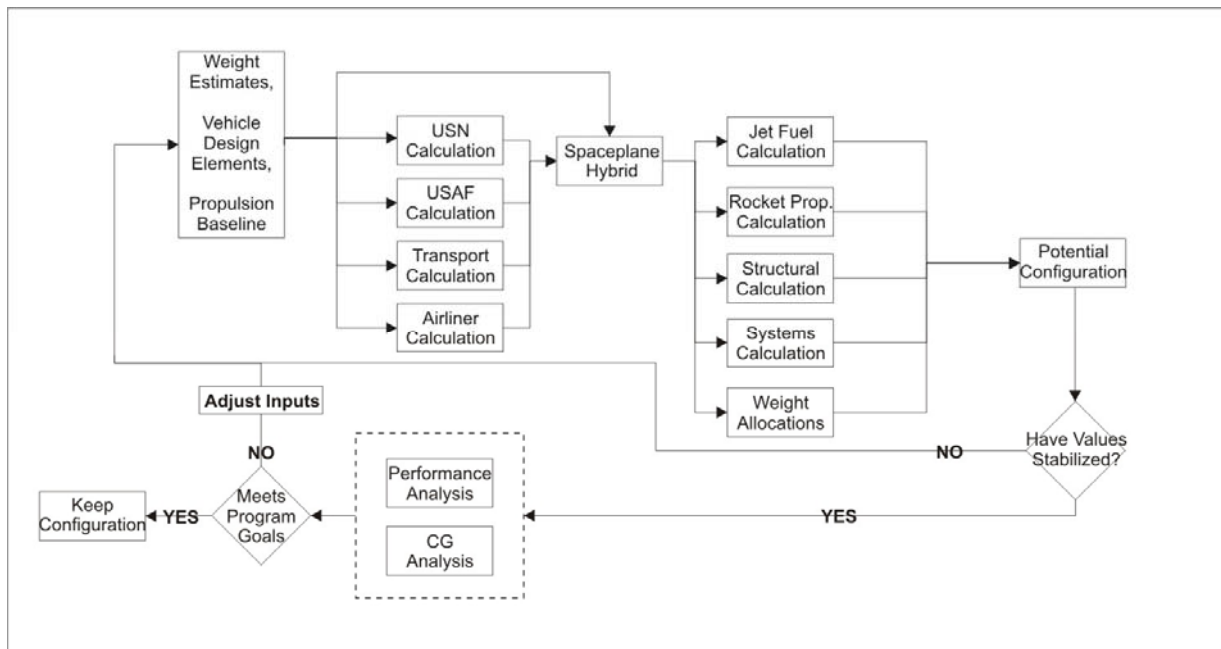 Weight
Estimates,
Vehicle
Design
Elements,
Propulsion
Baseline
USN
Calculation
USAF
Calculation
Transport
Calculation
Airliner
Calculation
Spaceplane
Hybrid
Jet Fuel
Calculation
Rocket Prop.
Calculation
Structural
Calculation
Systems
Calculation
Weight
Allocations
Potential
Configuration
Have Values
Stabilized?
NO
YES
Performance
Analysis
CG
Analysis
Meets
Program
Goals
NO
Adjust Inputs
YES
Keep
Configuration